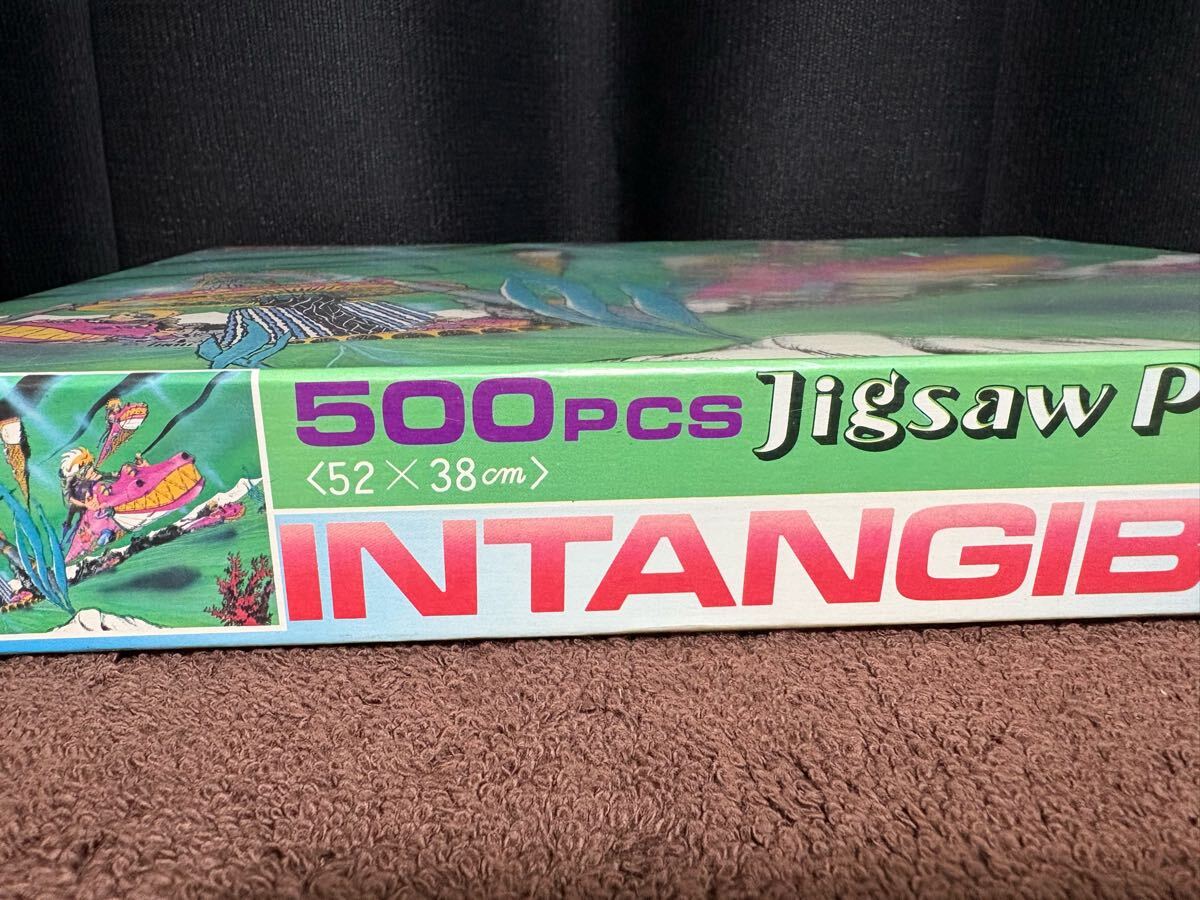 500PCS Jigsaw P
<52×38cm>
INTANGIB